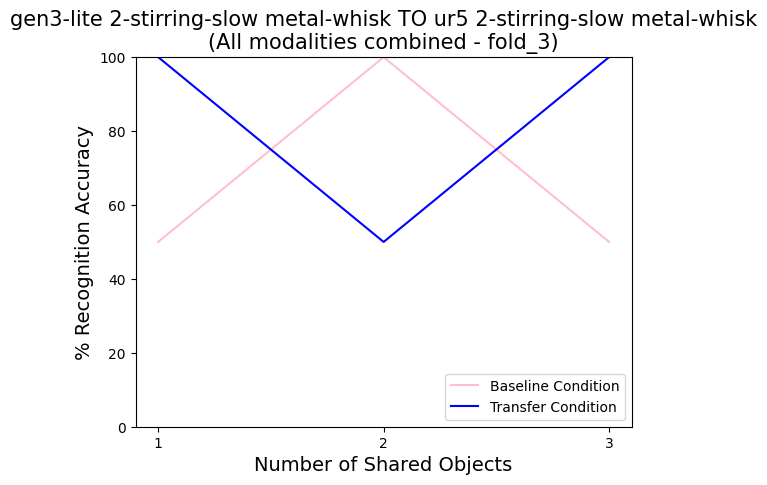 gen3-lite 2-stirring-slow metal-whisk TO ur5 2-stirring-slow metal-whisk
(All modalities combined - fold_3)
% Recognition Accuracy
100
80
60
40
20
0
Baseline Condition
Transfer Condition
1
2
3
Number of Shared Objects